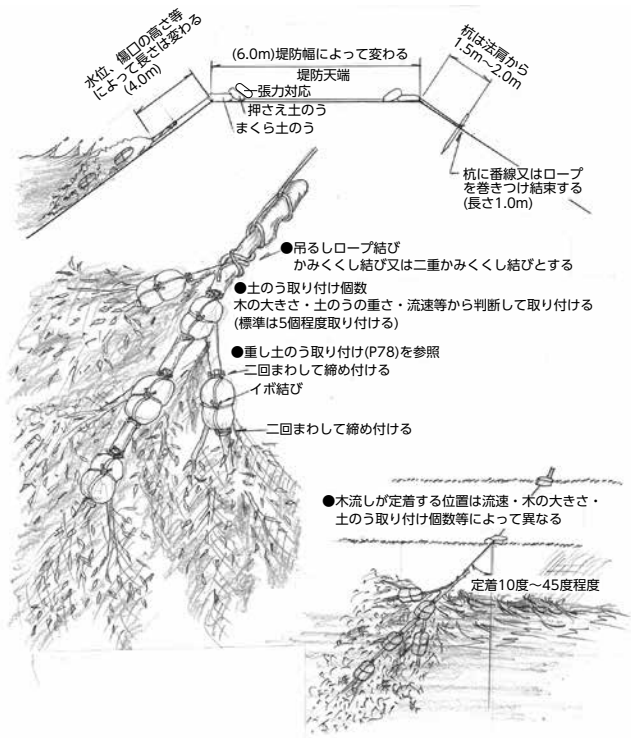 水位、傷口の高さ等
によって長さは変わる
(4.0m)
(6.0m)堤防幅によって変わる
堤防天端
張力対応
押さえ土のう
まくら土のう
杭は法肩から
1.5m〜2.0m
杭に番線又はロープ
を巻きつけ結束する
(長さ1.0m)
●吊るしロープ結び
かみくくし結び又は二重かみくくし結びとする
●土のう取り付け個数
木の大きさ・土のうの重さ・流速等から判断して取り付ける
(標準は5個程度取り付ける)
●重し土のう取り付け(P78)を参照
二回まわして締め付ける
イボ結び
二回まわして締め付ける
●木流しが定着する位置は流速・木の大きさ・
土のう取り付け個数等によって異なる
定着10度〜45度程度